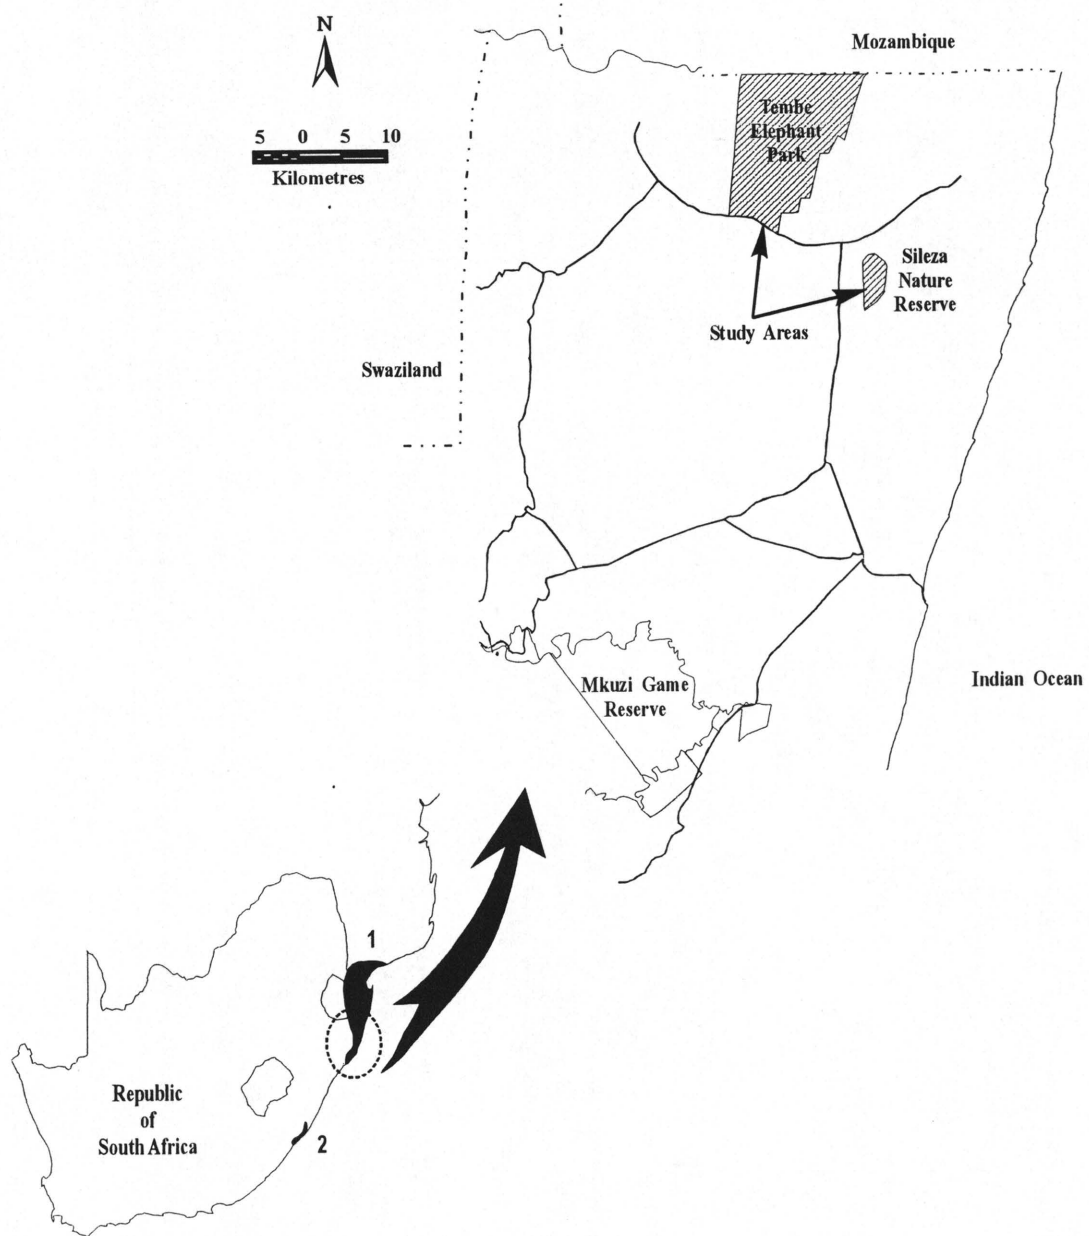 N
Mozambique
Tembe
Elephant
Park
5 0 5 10
Kilometres
Sileza
Nature
Reserve
Study Areas
Swaziland
Indian Ocean
Mkuzi Game
Reserve
1
Republic
of
South Africa
2